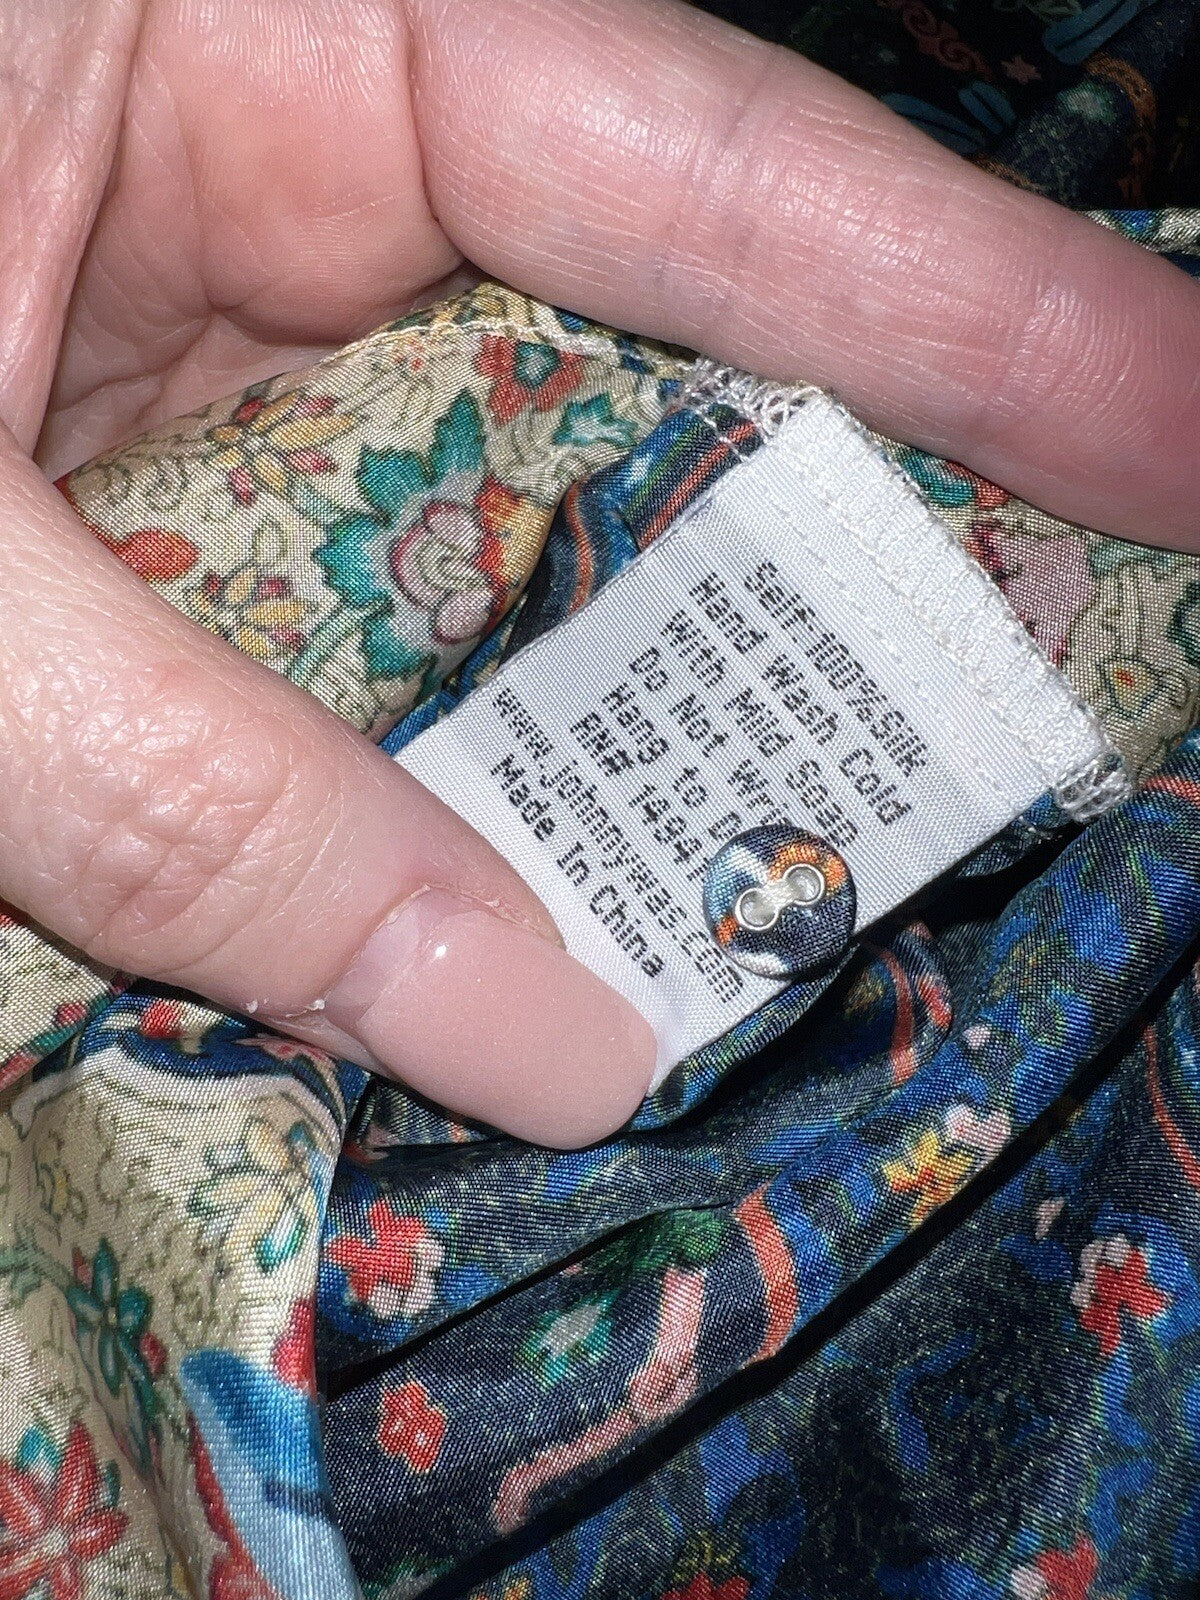 Self-100%Silk
Hand Wash Cold
With Mild Soap
Do Not
Hang to
RN# 14941
www.johnnywas.com
Made In China